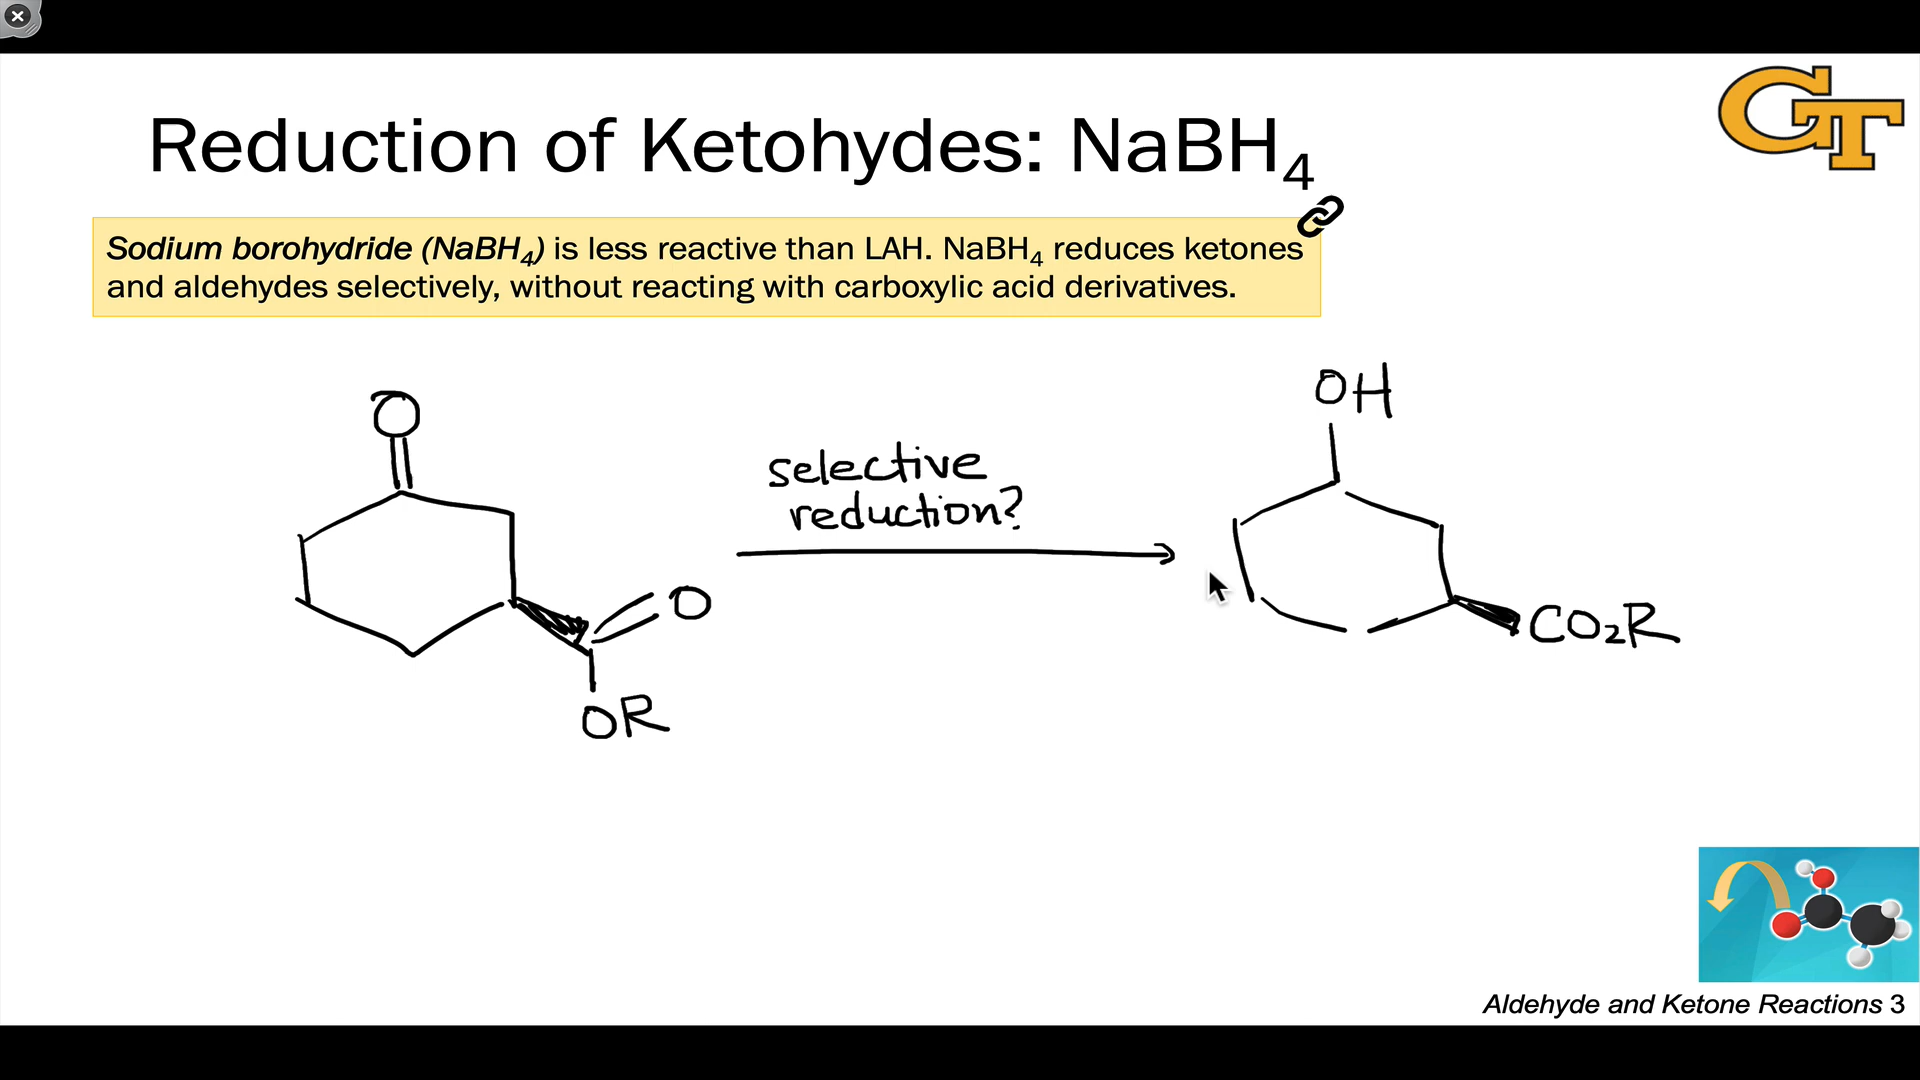 GT
Reduction of Ketohydes: NaBH₄
Sodium borohydride (NaBH₄) is less reactive than LAH. NaBH₄ reduces ketones
and aldehydes selectively, without reacting with carboxylic acid derivatives.
O
O
OR
selective
reduction?
OH
CO₂R
Aldehyde and Ketone Reactions 3